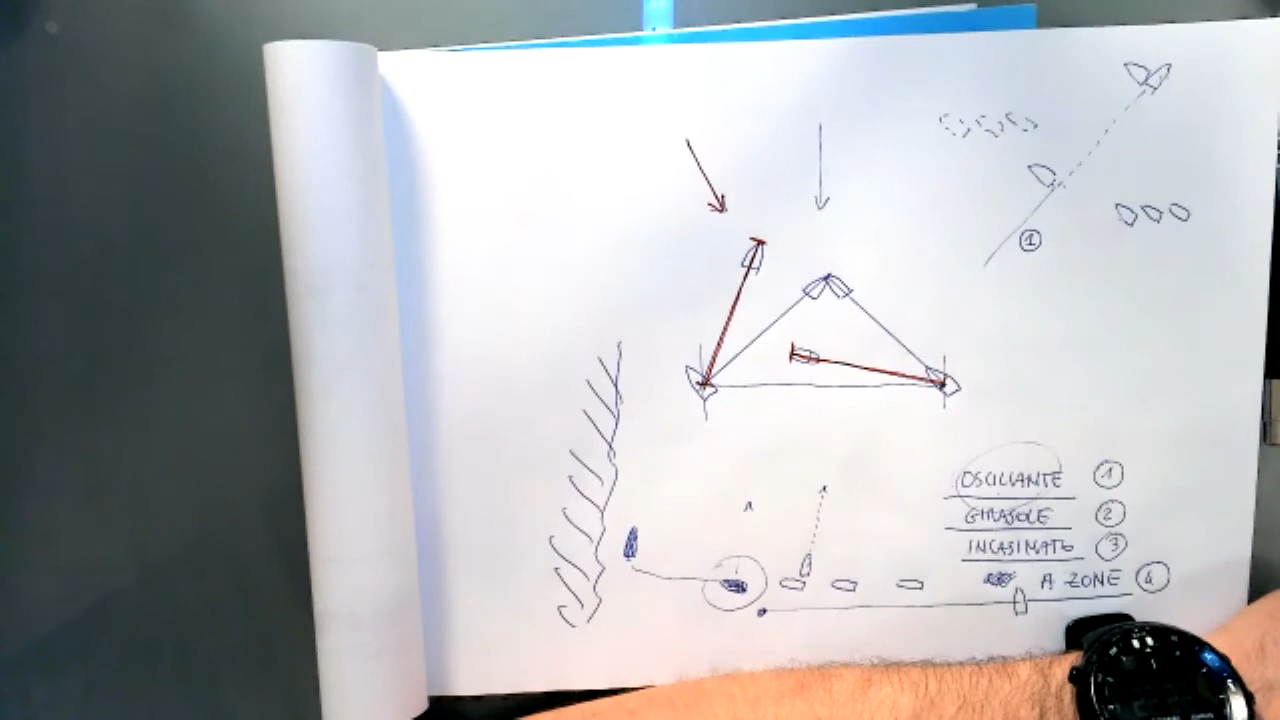 ①
OSCILLANTE ①
GIRASOLE ②
INCASINATO ③
A ZONE ④